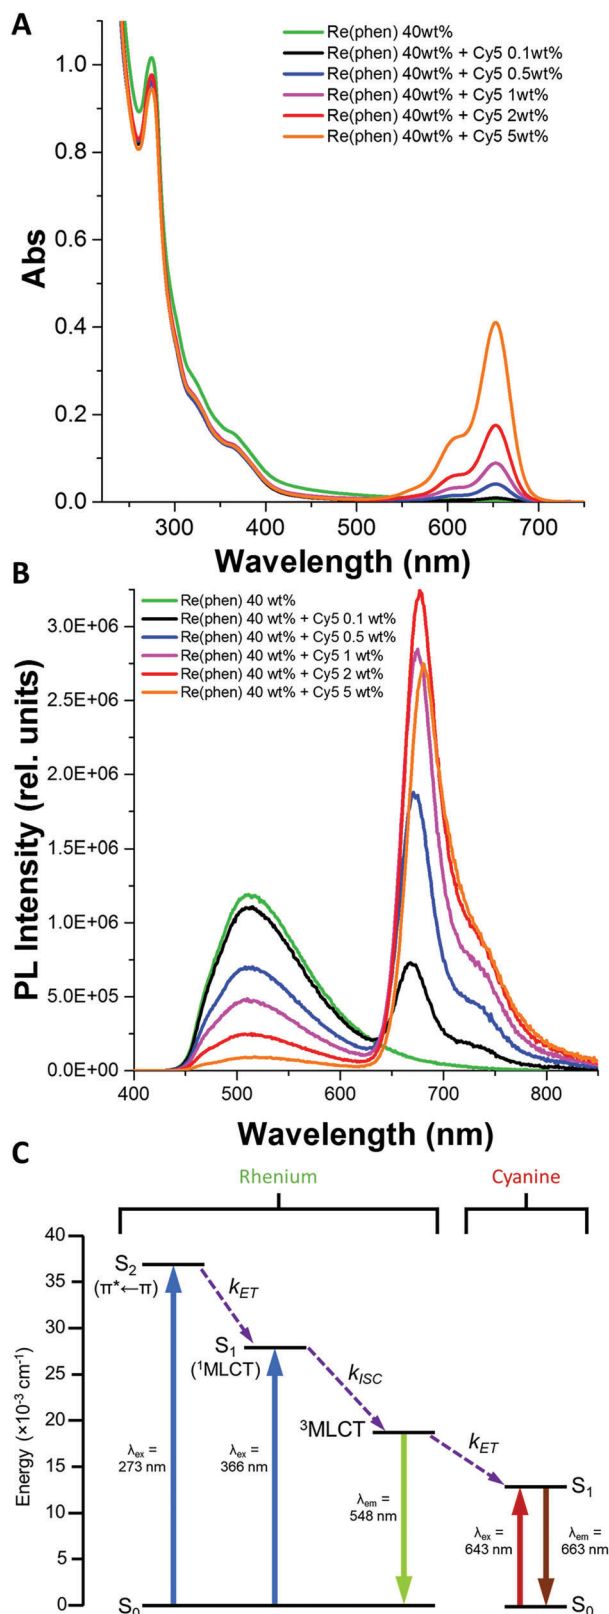 A
Re(phen) 40wt%
Re(phen) 40wt% + Cy5 0.1wt%
Re(phen) 40wt% + Cy5 0.5wt%
Re(phen) 40wt% + Cy5 1wt%
Re(phen) 40wt% + Cy5 2wt%
Re(phen) 40wt% + Cy5 5wt%
Abs
1.0
0.8
0.6
0.4
0.2
0.0
300 400 500 600 700
Wavelength (nm)
B
Re(phen) 40 wt%
Re(phen) 40 wt% + Cy5 0.1 wt%
Re(phen) 40 wt% + Cy5 0.5 wt%
Re(phen) 40 wt% + Cy5 1 wt%
Re(phen) 40 wt% + Cy5 2 wt%
Re(phen) 40 wt% + Cy5 5 wt%
PL Intensity (rel. units)
3.0E+06
2.5E+06
2.0E+06
1.5E+06
1.0E+06
5.0E+05
0.0E+00
400 500 600 700 800
Wavelength (nm)
C
Rhenium Cyanine
Energy (×10⁻³ cm⁻¹)
40
35
30
25
20
15
10
5
0
S₂
(π*←π)
k_ET
S₁
(¹MLCT)
k_ISC
³MLCT
k_ET
S₁
λex =
273 nm
λex =
366 nm
λem =
548 nm
λex =
643 nm
λem =
663 nm
S₀ S₀